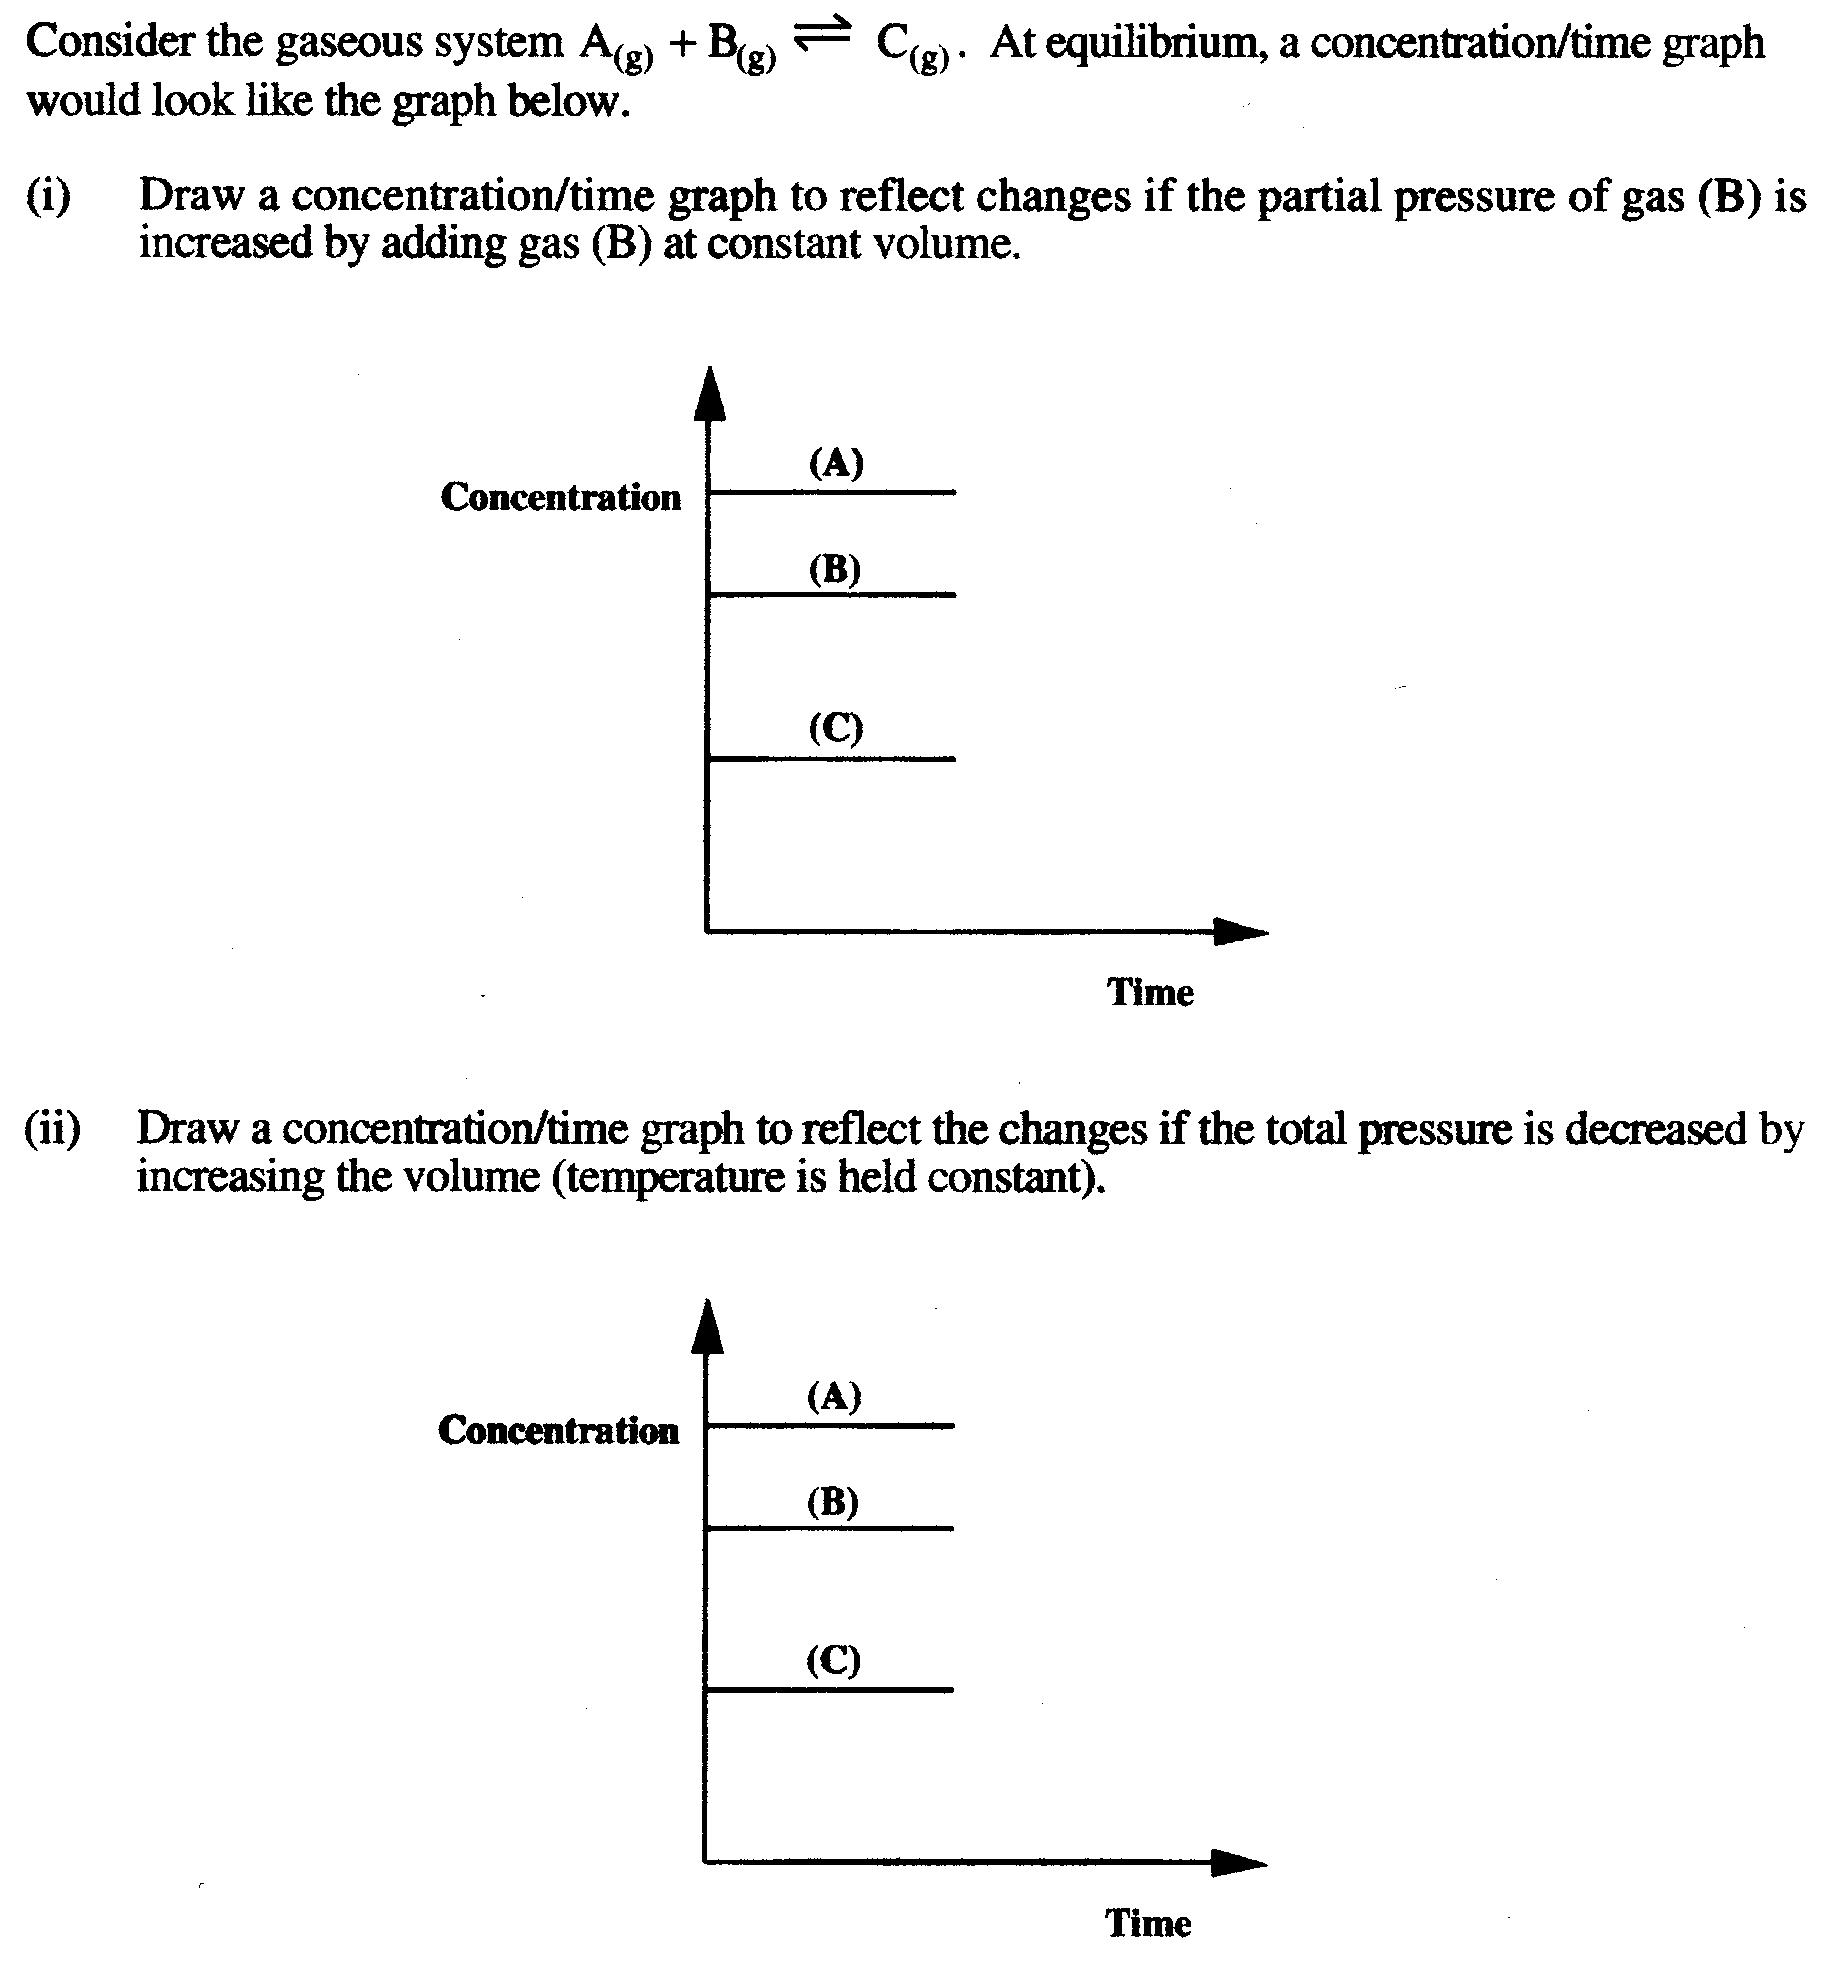 Consider the gaseous system A(g) + B(g) ⇌ C(g). At equilibrium, a concentration/time graph
would look like the graph below.
(i) Draw a concentration/time graph to reflect changes if the partial pressure of gas (B) is
increased by adding gas (B) at constant volume.
(A)
Concentration
(B)
(C)
Time
(ii) Draw a concentration/time graph to reflect the changes if the total pressure is decreased by
increasing the volume (temperature is held constant).
(A)
Concentration
(B)
(C)
Time